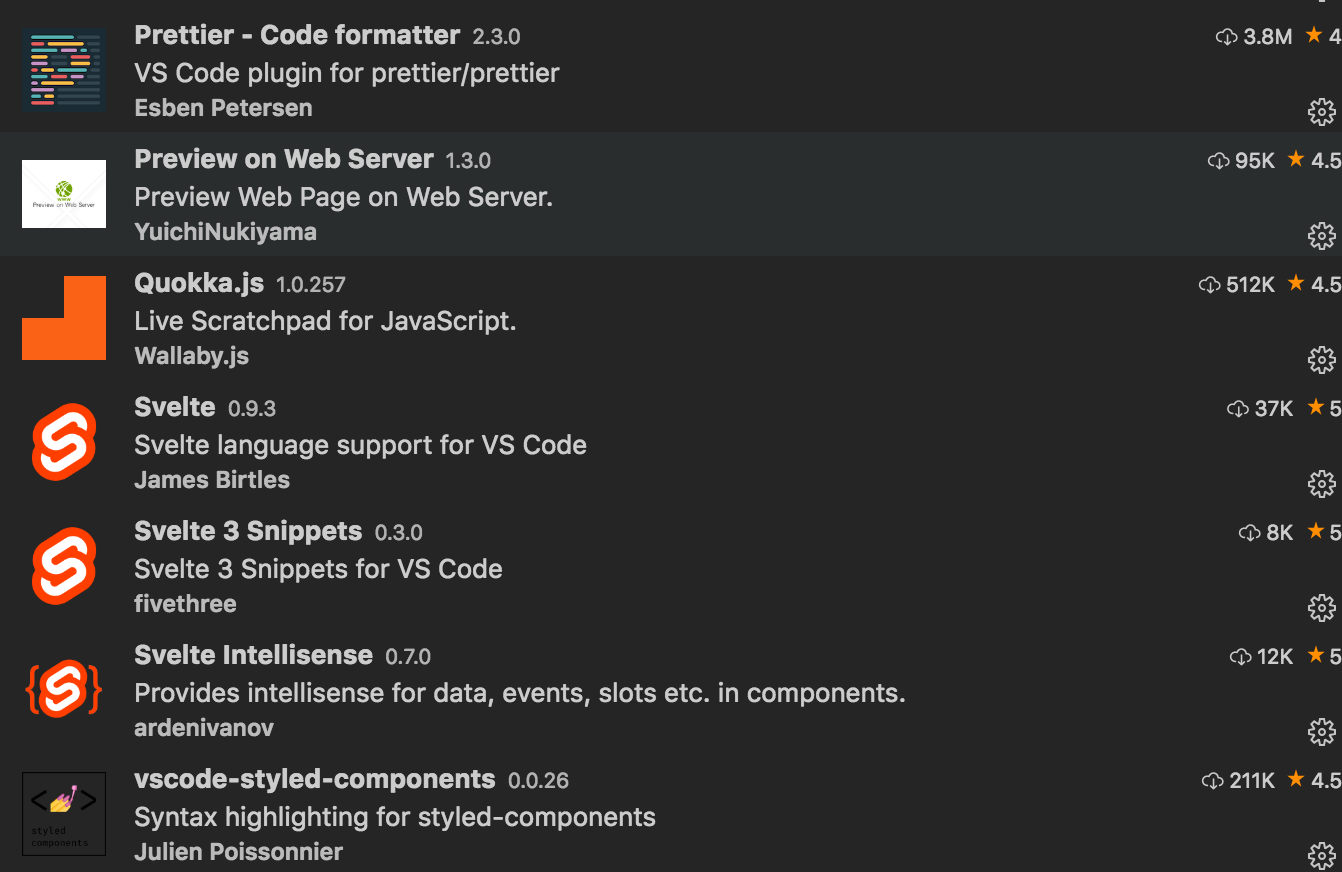 Prettier - Code formatter 2.3.0 3.8M ★ 4
VS Code plugin for prettier/prettier
Esben Petersen
Preview on Web Server 1.3.0 95K ★ 4.5
Preview Web Page on Web Server.
YuichiNukiyama
WWW
Preview on Web Server
Quokka.js 1.0.257 512K ★ 4.5
Live Scratchpad for JavaScript.
Wallaby.js
Svelte 0.9.3 37K ★ 5
Svelte language support for VS Code
James Birtles
Svelte 3 Snippets 0.3.0 8K ★ 5
Svelte 3 Snippets for VS Code
fivethree
Svelte Intellisense 0.7.0 12K ★ 5
Provides intellisense for data, events, slots etc. in components.
ardenivanov
vscode-styled-components 0.0.26 211K ★ 4.5
Syntax highlighting for styled-components
Julien Poissonnier
styled
components